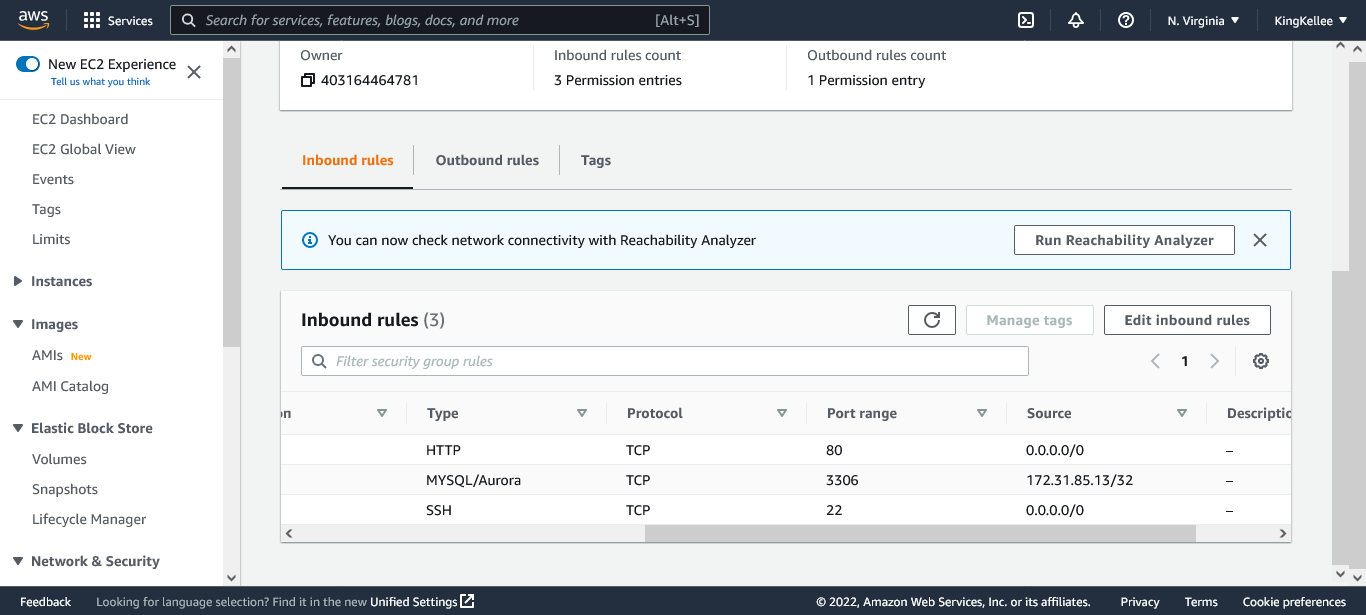 aws Services Search for services, features, blogs, docs, and more [Alt+S] N. Virginia KingKellee
New EC2 Experience
Tell us what you think
EC2 Dashboard
EC2 Global View
Events
Tags
Limits
Instances
Images
AMIs New
AMI Catalog
Elastic Block Store
Volumes
Snapshots
Lifecycle Manager
Network & Security
Owner Inbound rules count Outbound rules count
403164464781 3 Permission entries 1 Permission entry
Inbound rules Outbound rules Tags
You can now check network connectivity with Reachability Analyzer Run Reachability Analyzer
Inbound rules (3) Manage tags Edit inbound rules
Filter security group rules 1
on Type Protocol Port range Source Descriptio
HTTP TCP 80 0.0.0.0/0 –
MYSQL/Aurora TCP 3306 172.31.85.13/32 –
SSH TCP 22 0.0.0.0/0 –
Feedback Looking for language selection? Find it in the new Unified Settings © 2022, Amazon Web Services, Inc. or its affiliates. Privacy Terms Cookie preferences